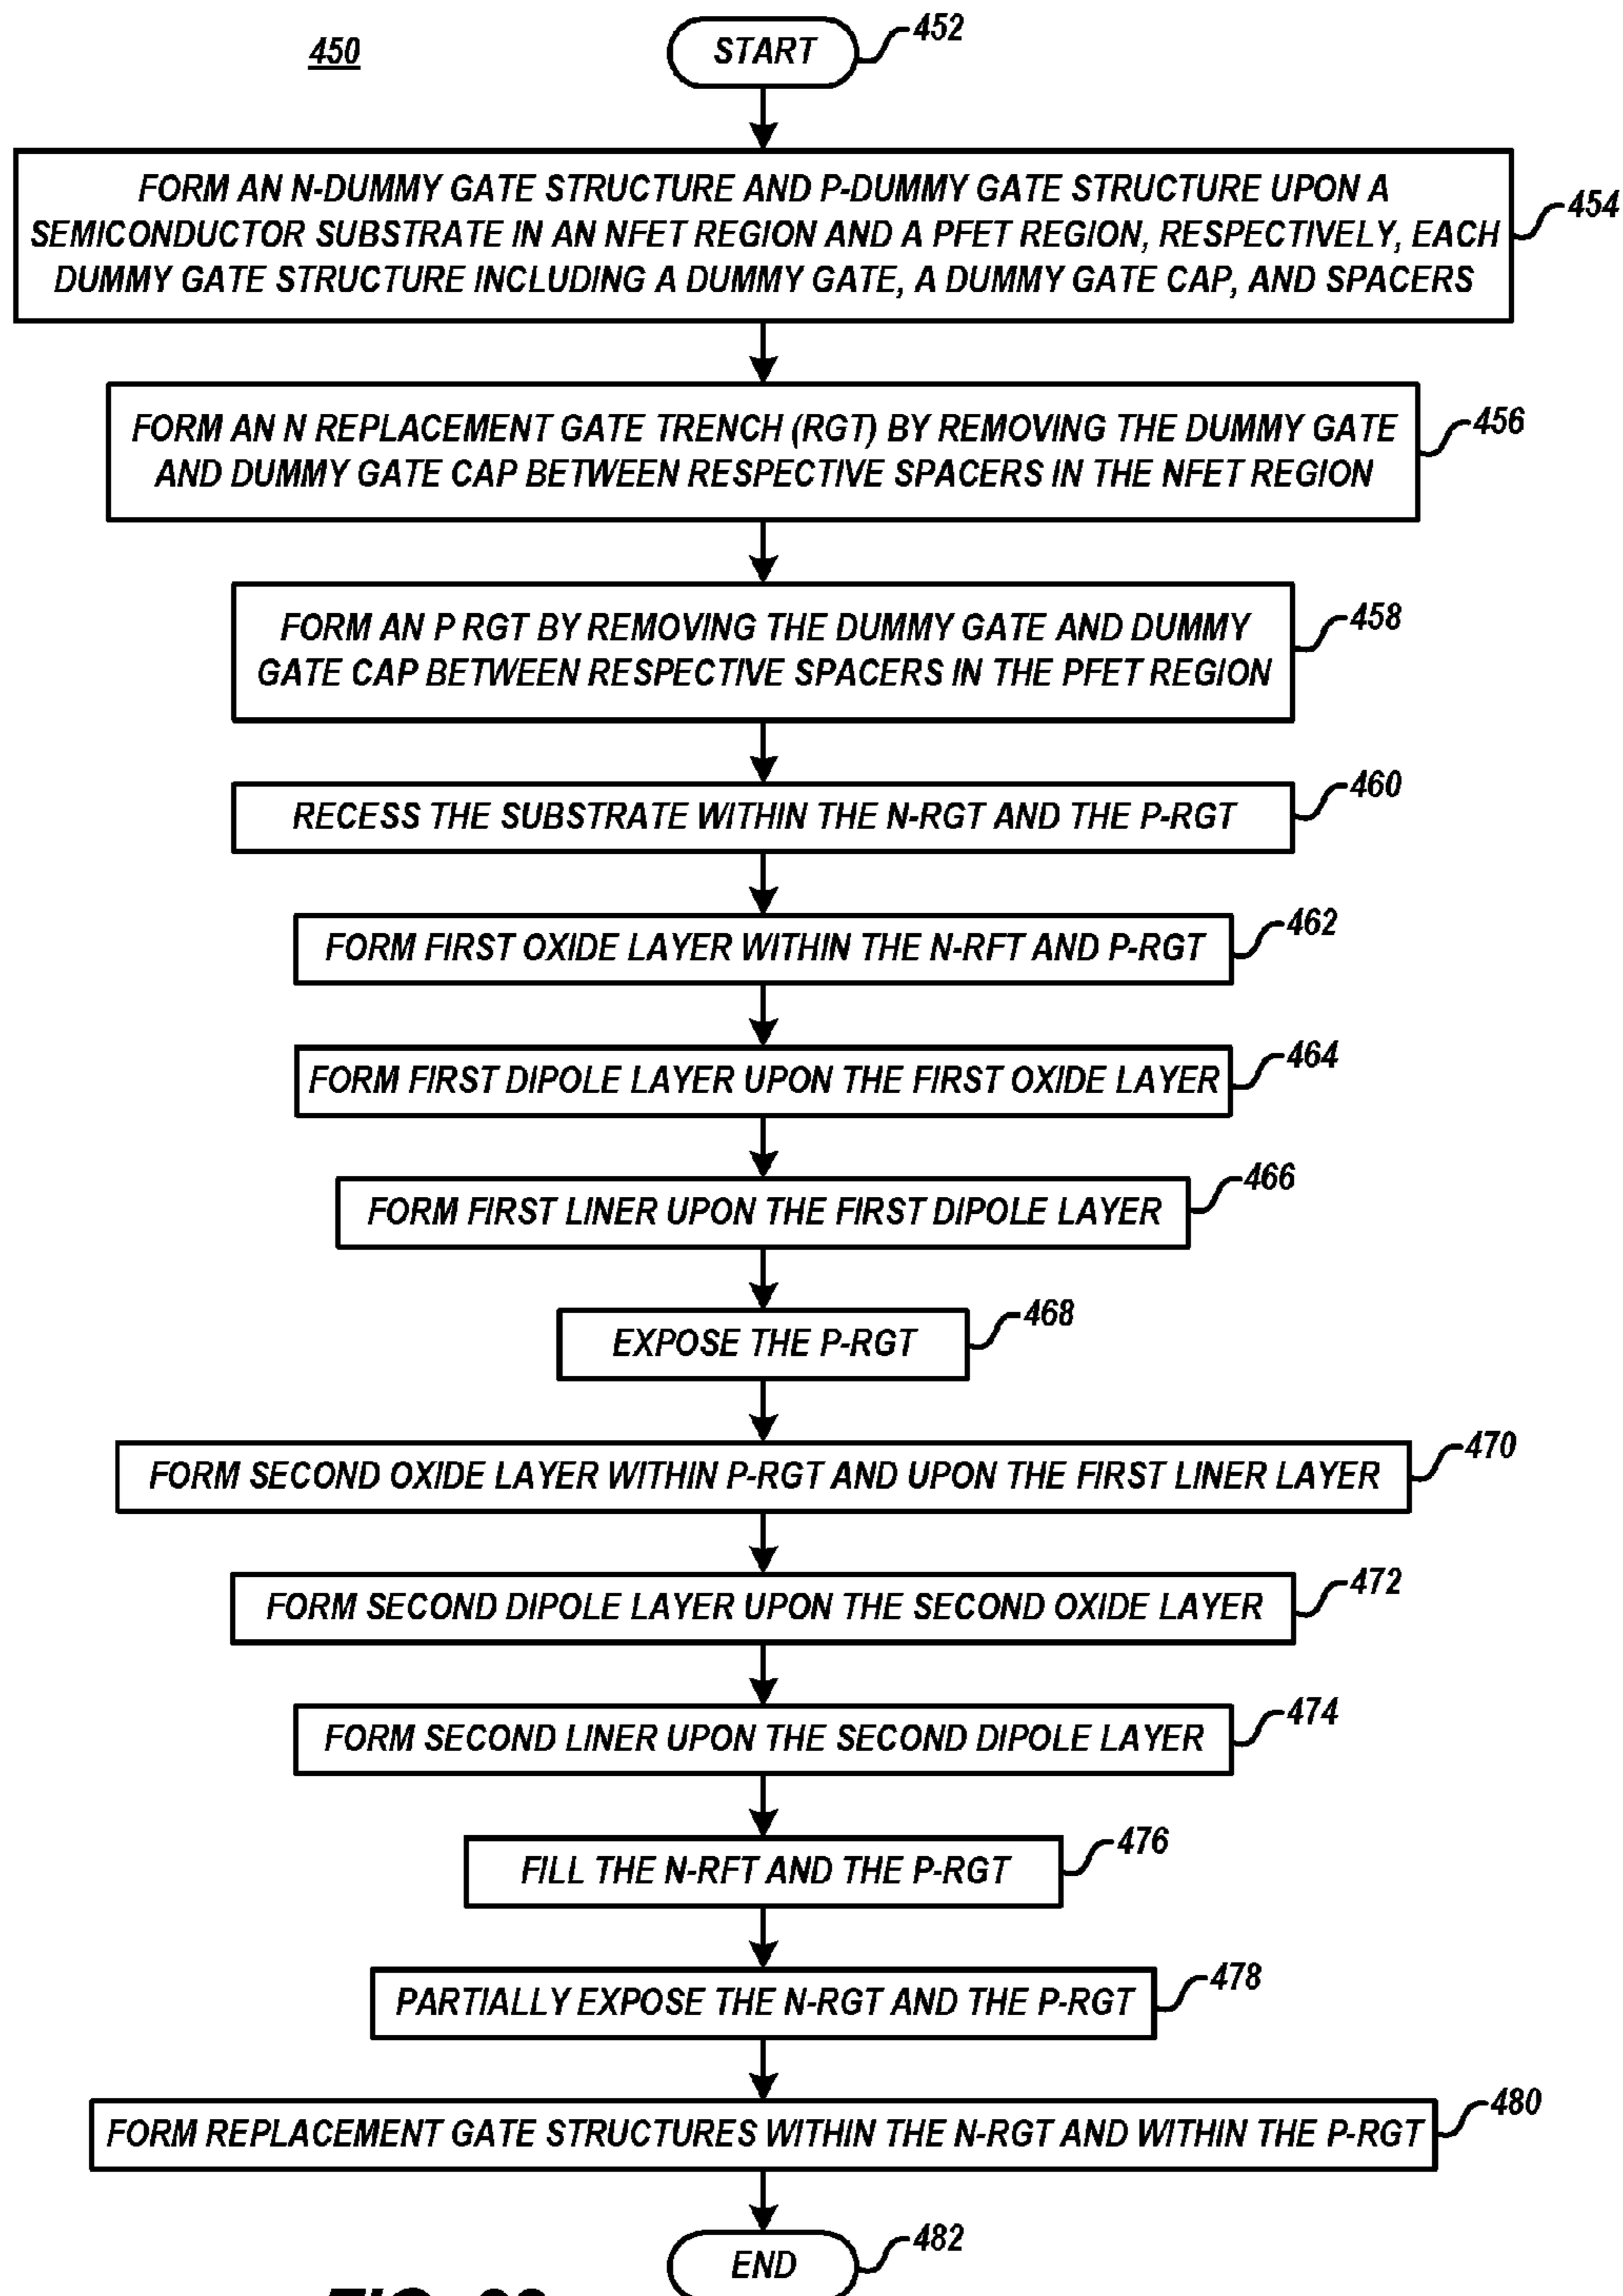 450
START
452
FORM AN N-DUMMY GATE STRUCTURE AND P-DUMMY GATE STRUCTURE UPON A
SEMICONDUCTOR SUBSTRATE IN AN NFET REGION AND A PFET REGION, RESPECTIVELY, EACH
DUMMY GATE STRUCTURE INCLUDING A DUMMY GATE, A DUMMY GATE CAP, AND SPACERS
454
FORM AN N REPLACEMENT GATE TRENCH (RGT) BY REMOVING THE DUMMY GATE
AND DUMMY GATE CAP BETWEEN RESPECTIVE SPACERS IN THE NFET REGION
456
FORM AN P RGT BY REMOVING THE DUMMY GATE AND DUMMY
GATE CAP BETWEEN RESPECTIVE SPACERS IN THE PFET REGION
458
RECESS THE SUBSTRATE WITHIN THE N-RGT AND THE P-RGT
460
FORM FIRST OXIDE LAYER WITHIN THE N-RFT AND P-RGT
462
FORM FIRST DIPOLE LAYER UPON THE FIRST OXIDE LAYER
464
FORM FIRST LINER UPON THE FIRST DIPOLE LAYER
466
EXPOSE THE P-RGT
468
FORM SECOND OXIDE LAYER WITHIN P-RGT AND UPON THE FIRST LINER LAYER
470
FORM SECOND DIPOLE LAYER UPON THE SECOND OXIDE LAYER
472
FORM SECOND LINER UPON THE SECOND DIPOLE LAYER
474
FILL THE N-RFT AND THE P-RGT
476
PARTIALLY EXPOSE THE N-RGT AND THE P-RGT
478
FORM REPLACEMENT GATE STRUCTURES WITHIN THE N-RGT AND WITHIN THE P-RGT
480
END
482